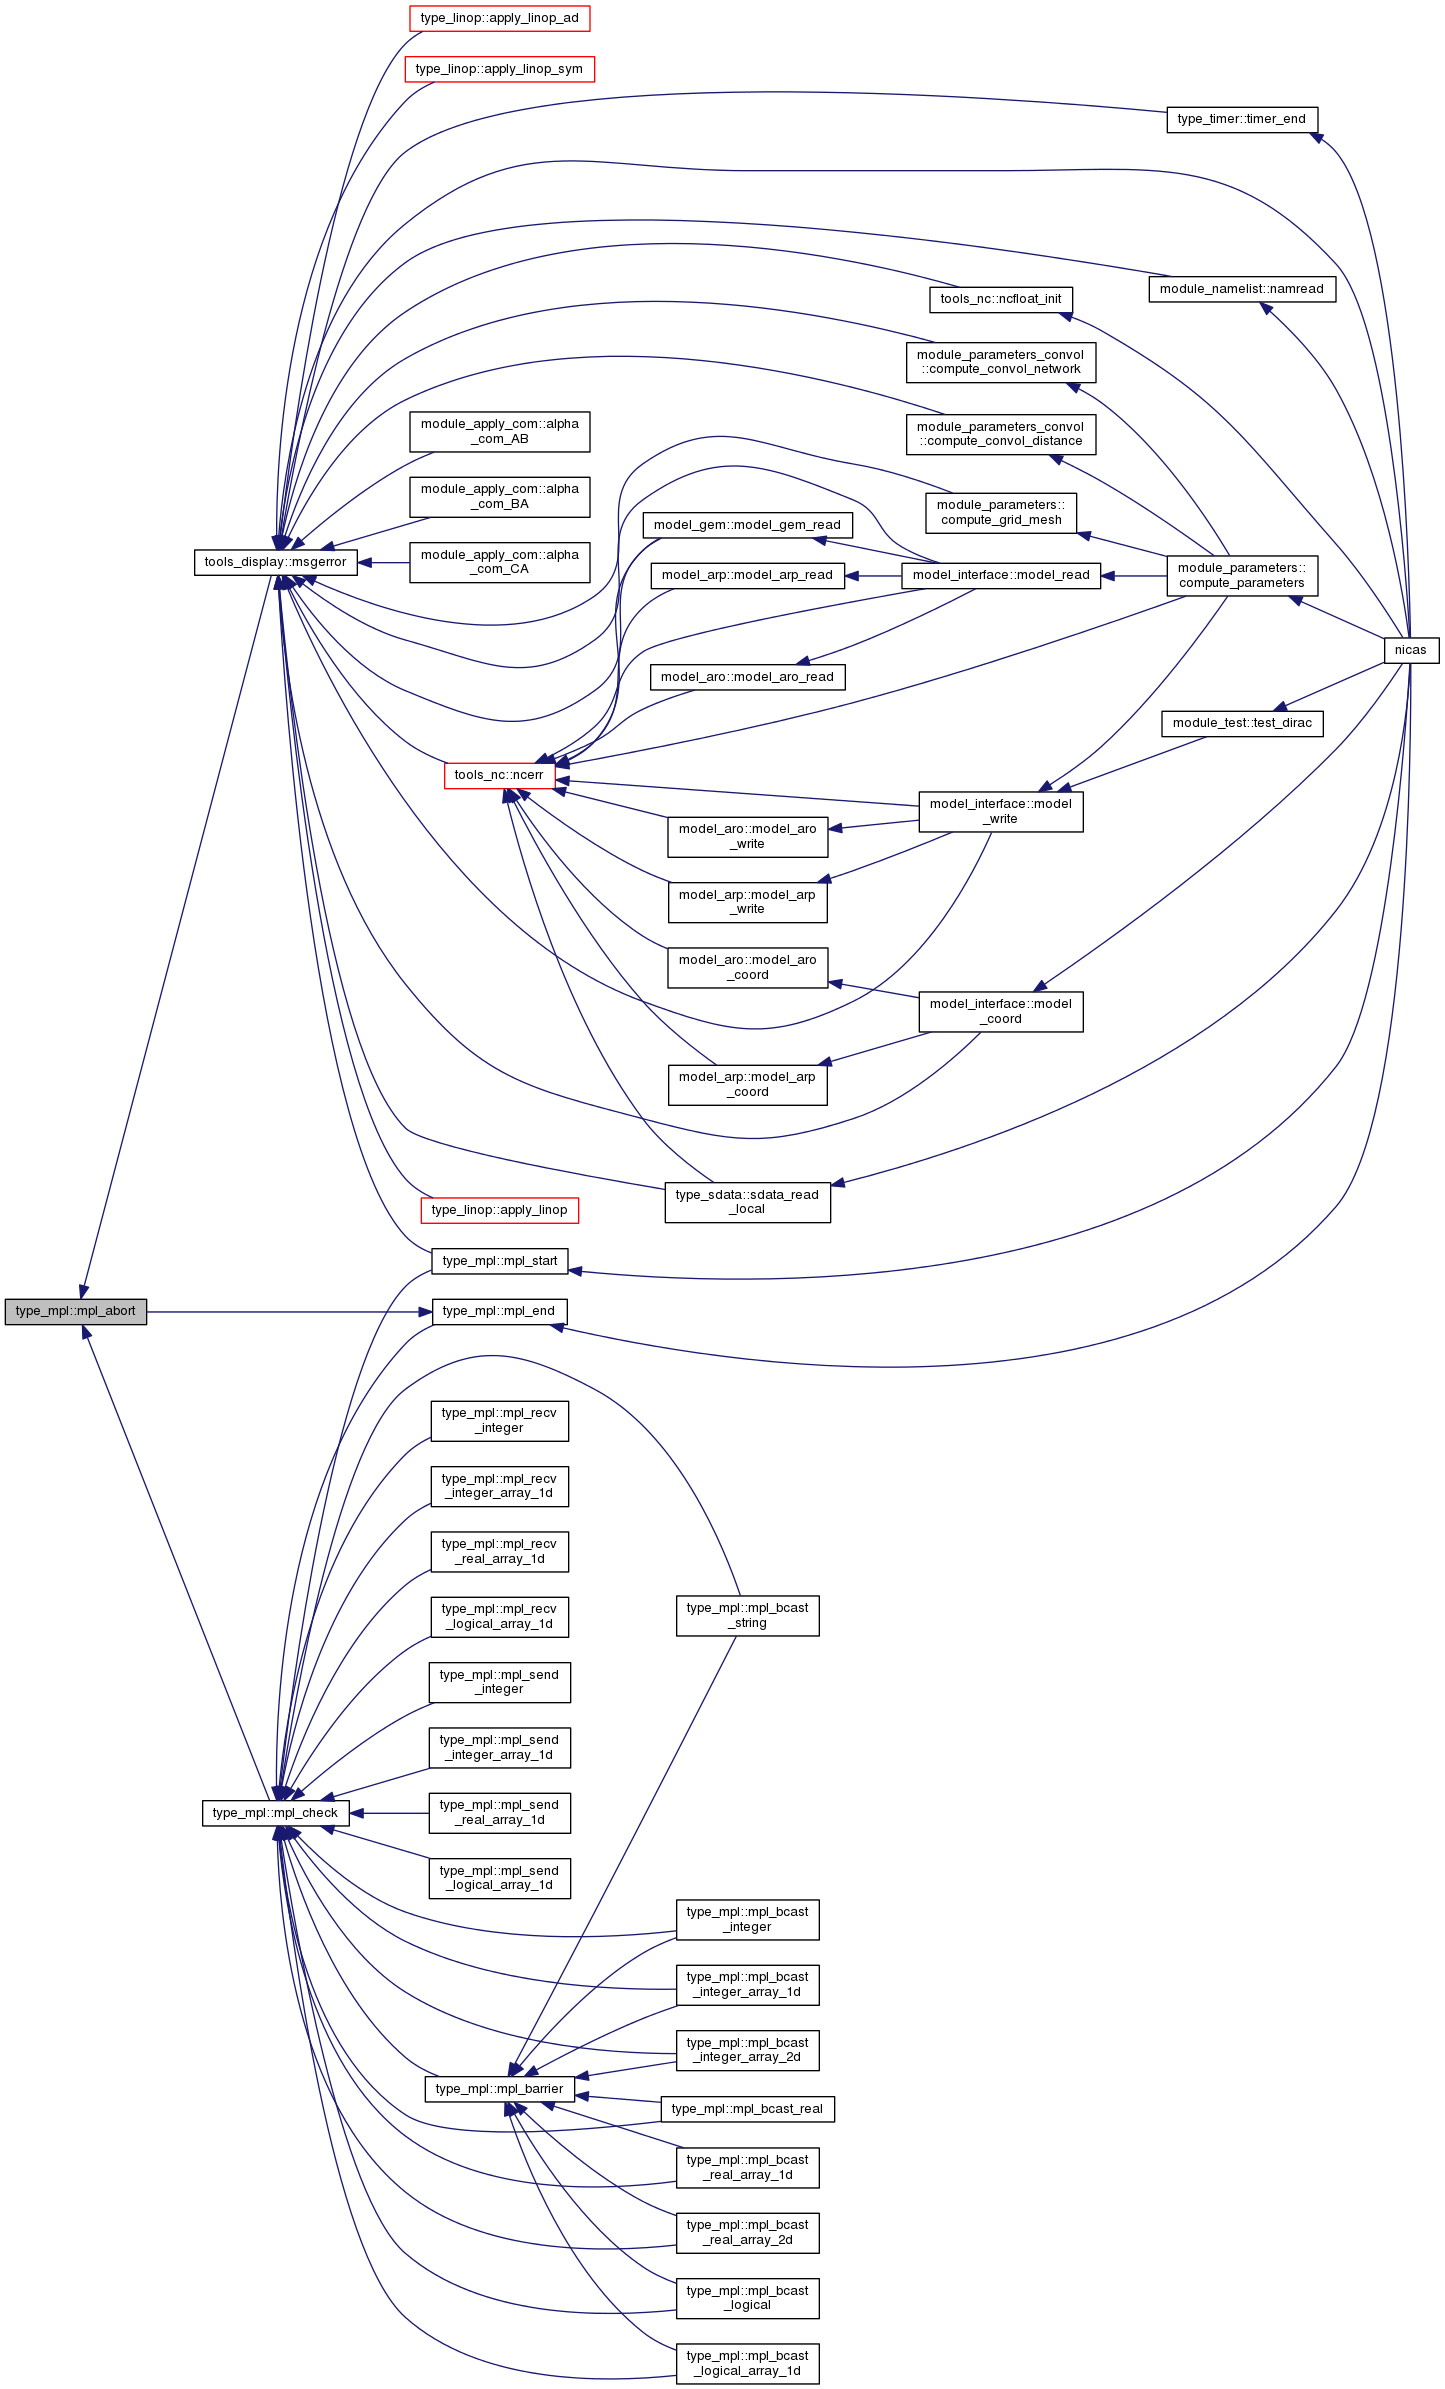 type_linop::apply_linop_ad
type_linop::apply_linop_sym
type_timer::timer_end
module_namelist::namread
tools_nc::ncfloat_init
module_parameters_convol
::compute_convol_network
module_parameters_convol
::compute_convol_distance
module_apply_com::alpha
_com_AB
module_apply_com::alpha
_com_BA
module_apply_com::alpha
_com_CA
tools_display::msgerror
module_parameters::
compute_grid_mesh
model_gem::model_gem_read
model_arp::model_arp_read
model_interface::model_read
module_parameters::
compute_parameters
nicas
model_aro::model_aro_read
module_test::test_dirac
tools_nc::ncerr
model_interface::model
_write
model_aro::model_aro
_write
model_arp::model_arp
_write
model_aro::model_aro
_coord
model_interface::model
_coord
model_arp::model_arp
_coord
type_sdata::sdata_read
_local
type_linop::apply_linop
type_mpl::mpl_start
type_mpl::mpl_abort
type_mpl::mpl_end
type_mpl::mpl_recv
_integer
type_mpl::mpl_recv
_integer_array_1d
type_mpl::mpl_recv
_real_array_1d
type_mpl::mpl_recv
_logical_array_1d
type_mpl::mpl_bcast
_string
type_mpl::mpl_send
_integer
type_mpl::mpl_send
_integer_array_1d
type_mpl::mpl_check
type_mpl::mpl_send
_real_array_1d
type_mpl::mpl_send
_logical_array_1d
type_mpl::mpl_bcast
_integer
type_mpl::mpl_bcast
_integer_array_1d
type_mpl::mpl_bcast
_integer_array_2d
type_mpl::mpl_barrier
type_mpl::mpl_bcast_real
type_mpl::mpl_bcast
_real_array_1d
type_mpl::mpl_bcast
_real_array_2d
type_mpl::mpl_bcast
_logical
type_mpl::mpl_bcast
_logical_array_1d